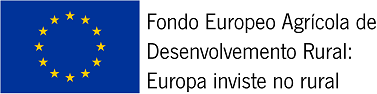 Fondo Europeo Agrícola de
Desenvolvemento Rural:
Europa inviste no rural